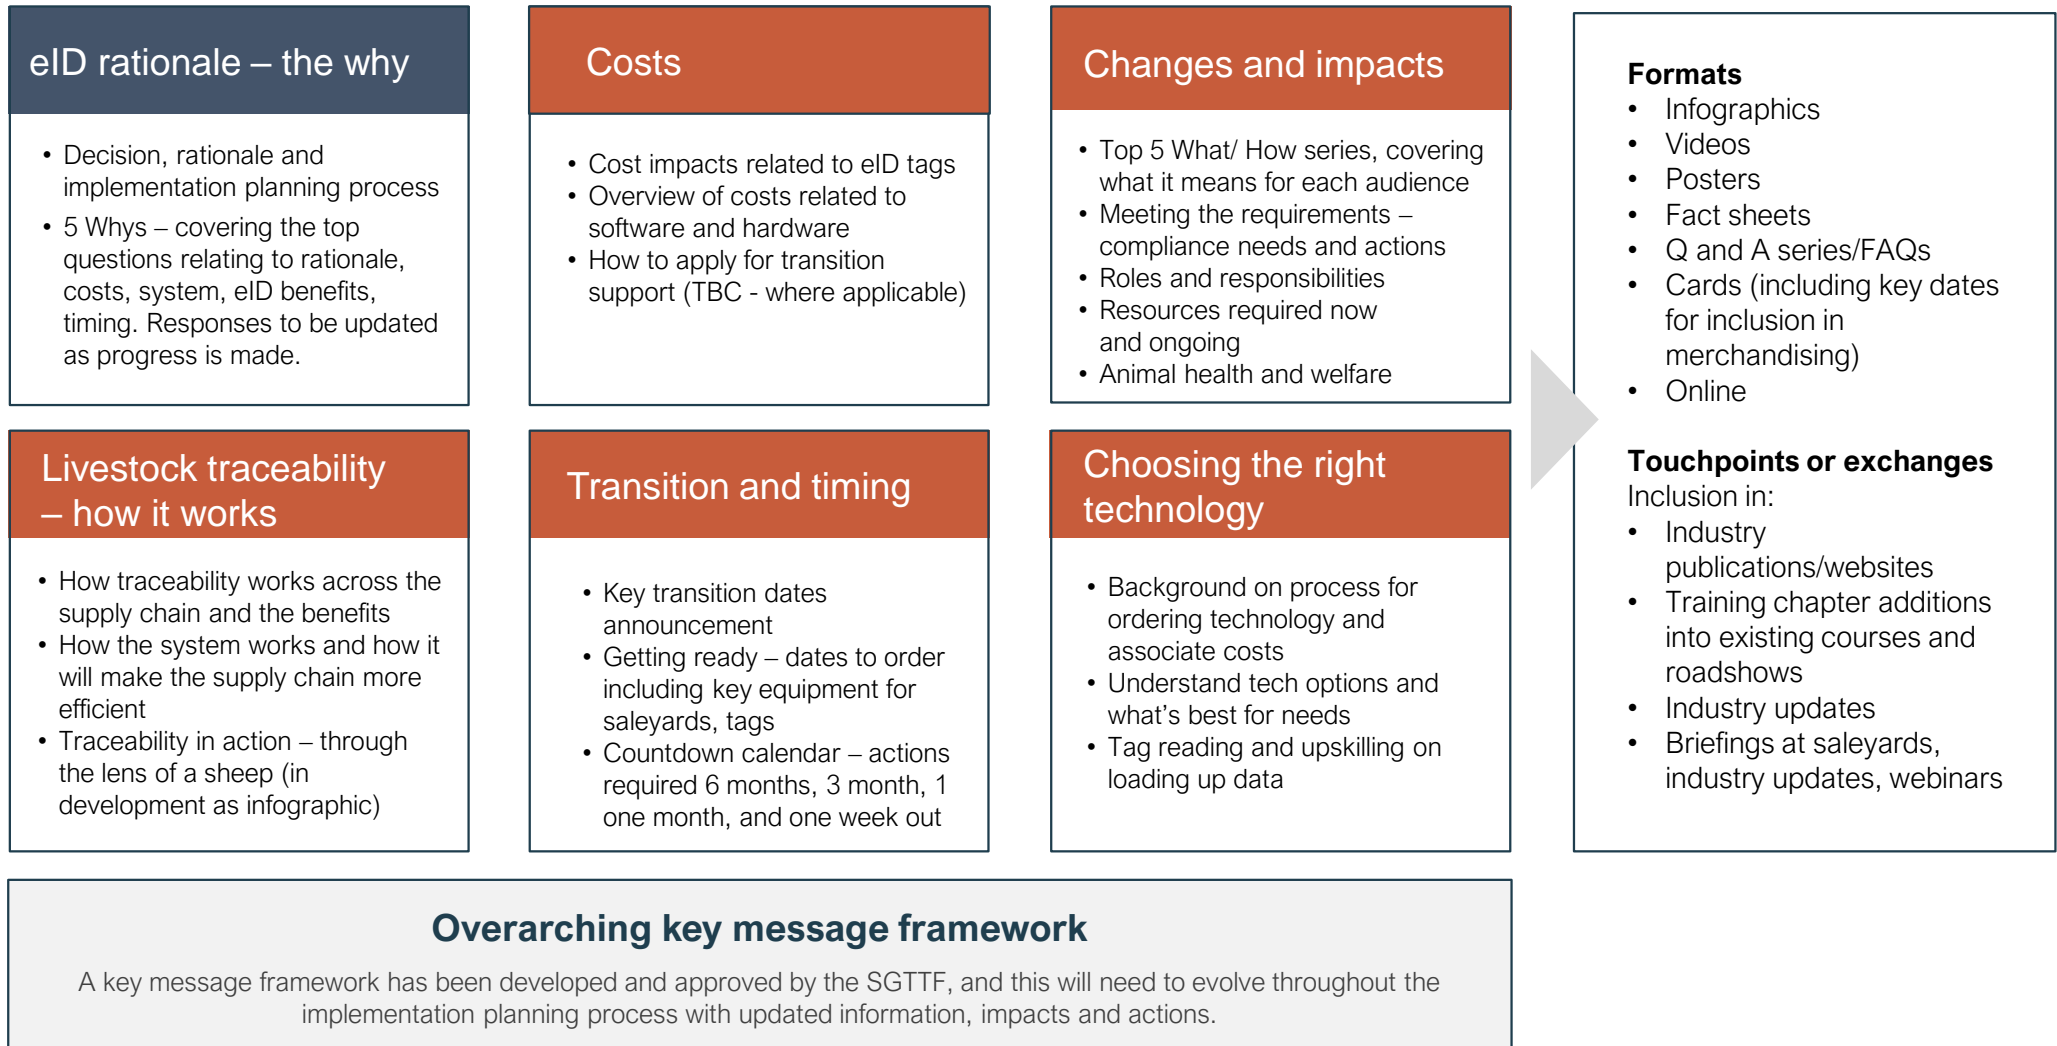 eID rationale – the why
• Decision, rationale and
implementation planning process
• 5 Whys – covering the top
questions relating to rationale,
costs, system, eID benefits,
timing. Responses to be updated
as progress is made.
Costs
• Cost impacts related to eID tags
• Overview of costs related to
software and hardware
• How to apply for transition
support (TBC - where applicable)
Changes and impacts
• Top 5 What/ How series, covering
what it means for each audience
• Meeting the requirements –
compliance needs and actions
• Roles and responsibilities
• Resources required now
and ongoing
• Animal health and welfare
Livestock traceability
– how it works
• How traceability works across the
supply chain and the benefits
• How the system works and how it
will make the supply chain more
efficient
• Traceability in action – through
the lens of a sheep (in
development as infographic)
Transition and timing
• Key transition dates
announcement
• Getting ready – dates to order
including key equipment for
saleyards, tags
• Countdown calendar – actions
required 6 months, 3 month, 1
one month, and one week out
Choosing the right
technology
• Background on process for
ordering technology and
associate costs
• Understand tech options and
what's best for needs
• Tag reading and upskilling on
loading up data
Formats
• Infographics
• Videos
• Posters
• Fact sheets
• Q and A series/FAQs
• Cards (including key dates
for inclusion in
merchandising)
• Online
Touchpoints or exchanges
Inclusion in:
• Industry
publications/websites
• Training chapter additions
into existing courses and
roadshows
• Industry updates
• Briefings at saleyards,
industry updates, webinars
Overarching key message framework
A key message framework has been developed and approved by the SGTTF, and this will need to evolve throughout the
implementation planning process with updated information, impacts and actions.